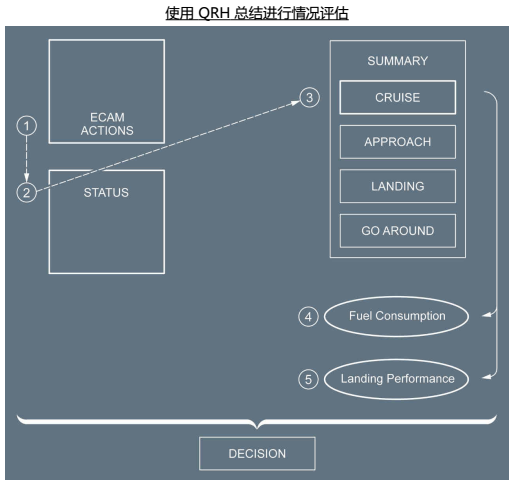 使用 QRH 总结进行情况评估
1
ECAM
ACTIONS
2
STATUS
3
SUMMARY
CRUISE
APPROACH
LANDING
GO AROUND
4
Fuel Consumption
5
Landing Performance
DECISION